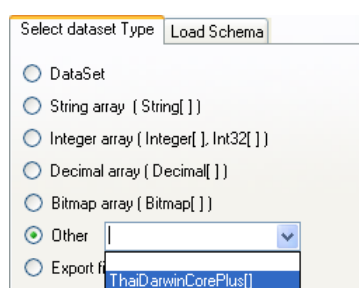 Select dataset Type Load Schema
DataSet
String array ( String[ ] )
Integer array ( Integer[ ], Int32[ ] )
Decimal array ( Decimal[ ] )
Bitmap array ( Bitmap[ ] )
Other
Export fi
ThaiDarwinCorePlus[]